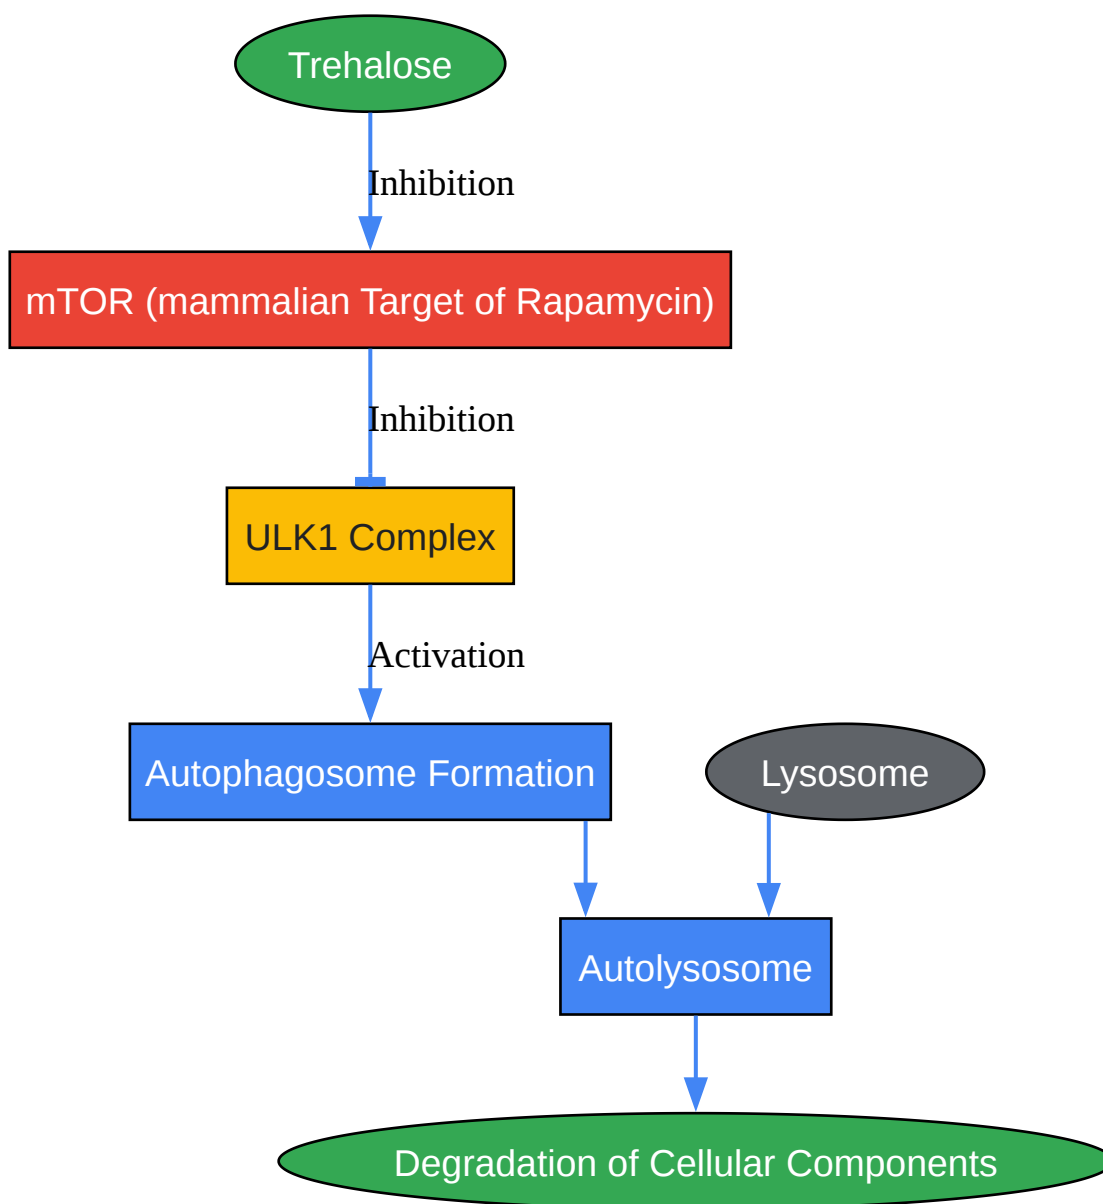 Trehalose
Inhibition
mTOR (mammalian Target of Rapamycin)
Inhibition
ULK1 Complex
Activation
Autophagosome Formation
Lysosome
Autolysosome
Degradation of Cellular Components